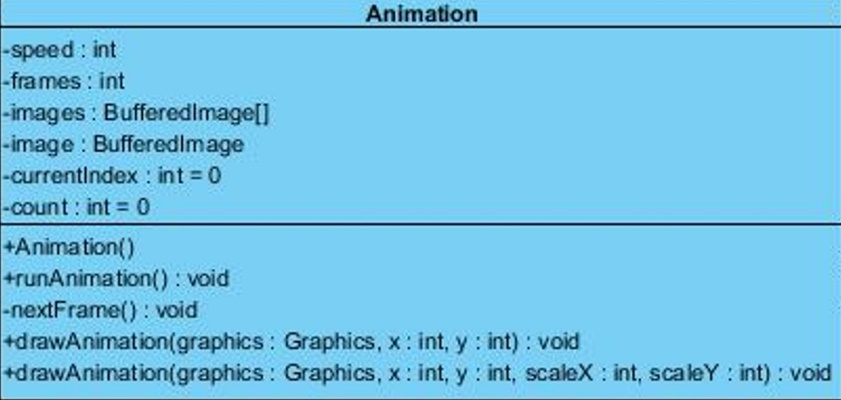 Animation
-speed : int
-frames : int
-images : BufferedImage[]
-image : BufferedImage
-currentIndex : int = 0
-count : int = 0
+Animation()
+runAnimation() : void
-nextFrame() : void
+drawAnimation(graphics : Graphics, x : int, y : int) : void
+drawAnimation(graphics : Graphics, x : int, y : int, scaleX : int, scaleY : int) : void